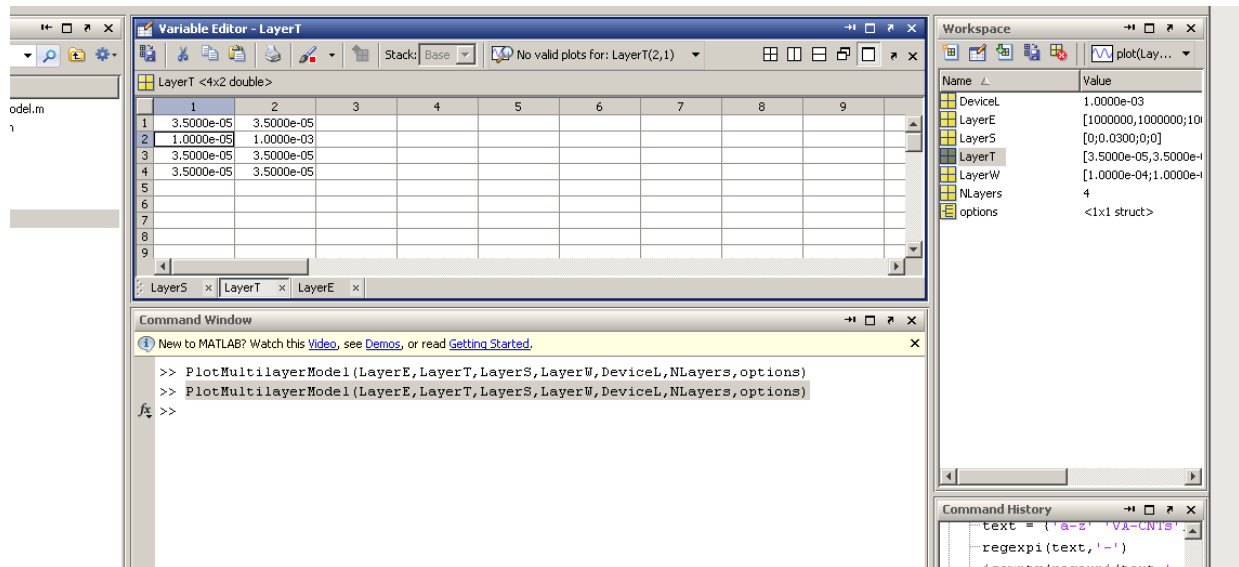 Variable Editor - LayerT
Stack: Base
No valid plots for: LayerT(2,1)
LayerT <4x2 double>
1 2 3 4 5 6 7 8 9
1 3.5000e-05 3.5000e-05
2 1.0000e-05 1.0000e-03
3 3.5000e-05 3.5000e-05
4 3.5000e-05 3.5000e-05
5
6
7
8
9
LayerS LayerT LayerE
odel.m
Command Window
New to MATLAB? Watch this Video, see Demos, or read Getting Started.
>> PlotMultilayerModel(LayerE,LayerT,LayerS,LayerW,DeviceL,NLayers,options)
>> PlotMultilayerModel(LayerE,LayerT,LayerS,LayerW,DeviceL,NLayers,options)
fx >>
Workspace
plot(Lay...
Name Value
DeviceL 1.0000e-03
LayerE [1000000,1000000;10
LayerS [0;0.0300;0;0]
LayerT [3.5000e-05,3.5000e-
LayerW [1.0000e-04;1.0000e-
NLayers 4
options <1x1 struct>
Command History
text = {'a-z' 'VA-CNTs'
regexpi(text,'-')